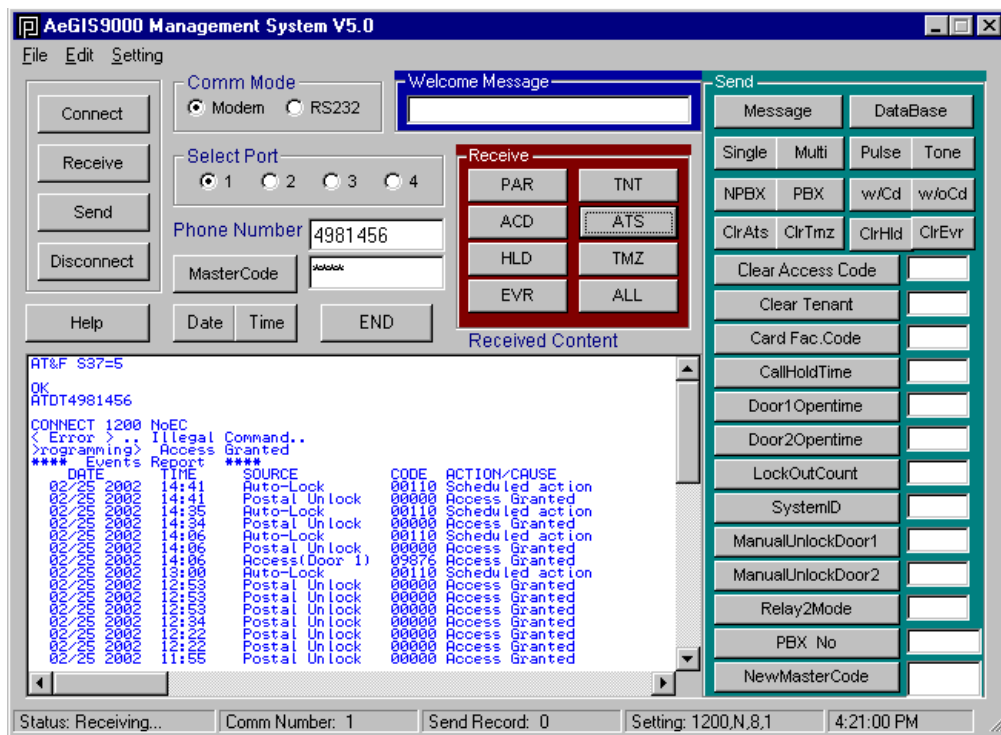 AeGIS9000 Management System V5.0
File Edit Setting
Connect
Receive
Send
Disconnect
Help
Comm Mode
Modem RS232
Select Port
1 2 3 4
Phone Number 4981456
MasterCode *****
Date Time END
Welcome Message
Receive
PAR TNT
ACD ATS
HLD TMZ
EVR ALL
Received Content
Send
Message DataBase
Single Multi Pulse Tone
NPBX PBX w/Cd w/oCd
ClrAts ClrTmz ClrHld ClrEvr
Clear Access Code
Clear Tenant
Card Fac.Code
CallHoldTime
Door1Opentime
Door2Opentime
LockOutCount
SystemID
ManualUnlockDoor1
ManualUnlockDoor2
Relay2Mode
PBX No
NewMasterCode
AT&F S37=5
OK
ATDT4981456
CONNECT 1200 NoEC
< Error > .. Illegal Command..
>rogramming> Access Granted
**** Events Report ****
DATE TIME SOURCE CODE ACTION/CAUSE
02/25 2002 14:41 Auto-Lock 00110 Scheduled action
02/25 2002 14:41 Postal Unlock 00000 Access Granted
02/25 2002 14:35 Auto-Lock 00110 Scheduled action
02/25 2002 14:34 Postal Unlock 00000 Access Granted
02/25 2002 14:06 Auto-Lock 00110 Scheduled action
02/25 2002 14:06 Postal Unlock 00000 Access Granted
02/25 2002 14:06 Access(Door 1) 09876 Access Granted
02/25 2002 13:00 Auto-Lock 00110 Scheduled action
02/25 2002 12:53 Postal Unlock 00000 Access Granted
02/25 2002 12:53 Postal Unlock 00000 Access Granted
02/25 2002 12:53 Postal Unlock 00000 Access Granted
02/25 2002 12:34 Postal Unlock 00000 Access Granted
02/25 2002 12:22 Postal Unlock 00000 Access Granted
02/25 2002 12:22 Postal Unlock 00000 Access Granted
02/25 2002 11:55 Postal Unlock 00000 Access Granted
Status: Receiving... Comm Number: 1 Send Record: 0 Setting: 1200,N,8,1 4:21:00 PM